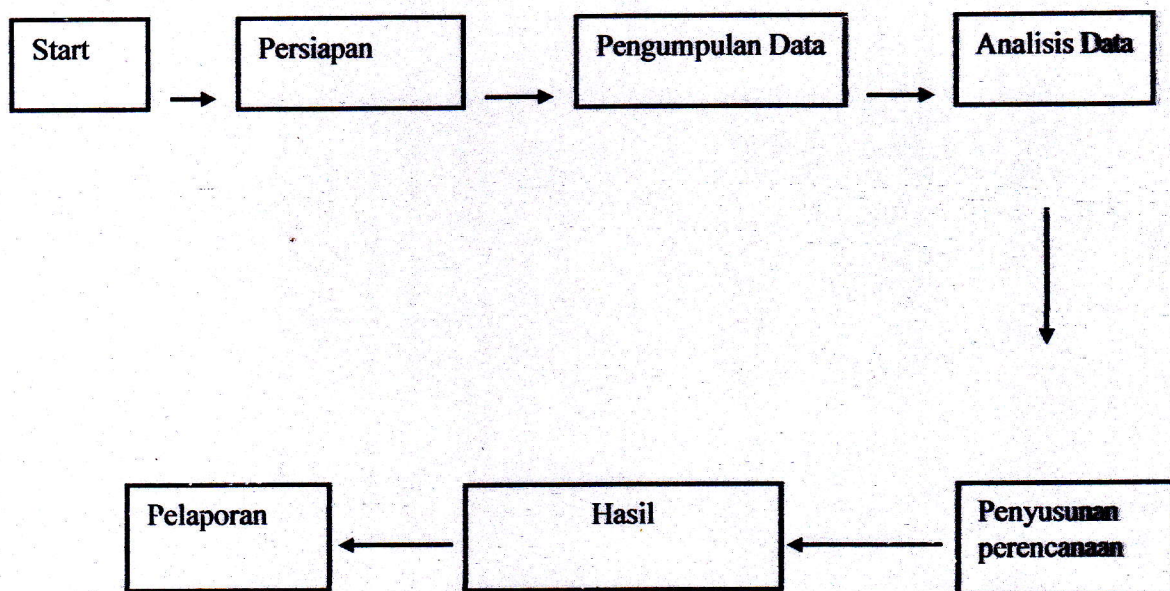 Start
Persiapan
Pengumpulan Data
Analisis Data
Penyusunan
perencanaan
Hasil
Pelaporan